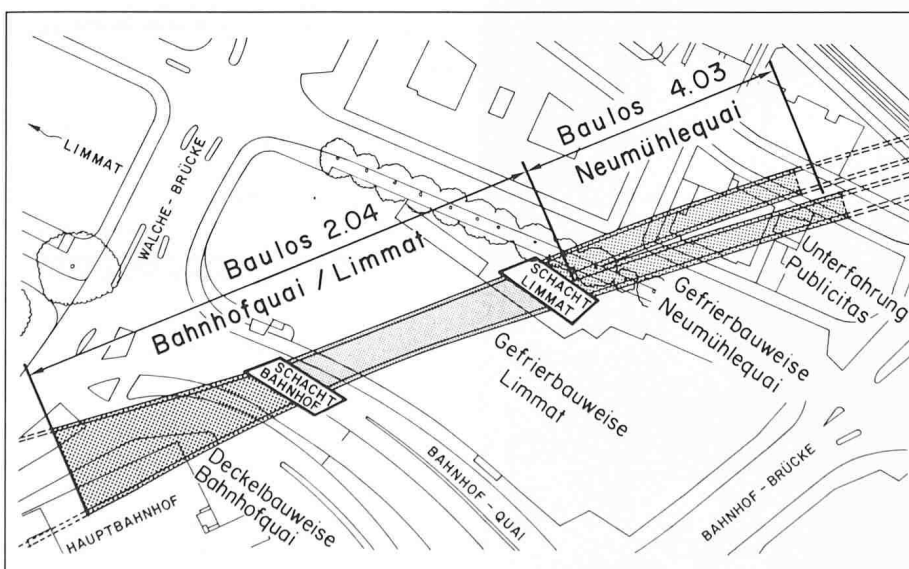 LIMMAT
WALCHE-BRÜCKE
Baulos 4.03
Neumühlequai
Baulos 2.04
Bahnhofquai / Limmat
SCHACHT
LIMMAT
Unterfahrung
Publicitas
Gefrierbauweise
Neumühlequai
Gefrierbauweise
Limmat
SCHACHT
BAHNHOF
Deckelbauweise
Bahnhofquai
HAUPTBAHNHOF
BAHNHOF-QUAI
BAHNHOF-BRÜCKE